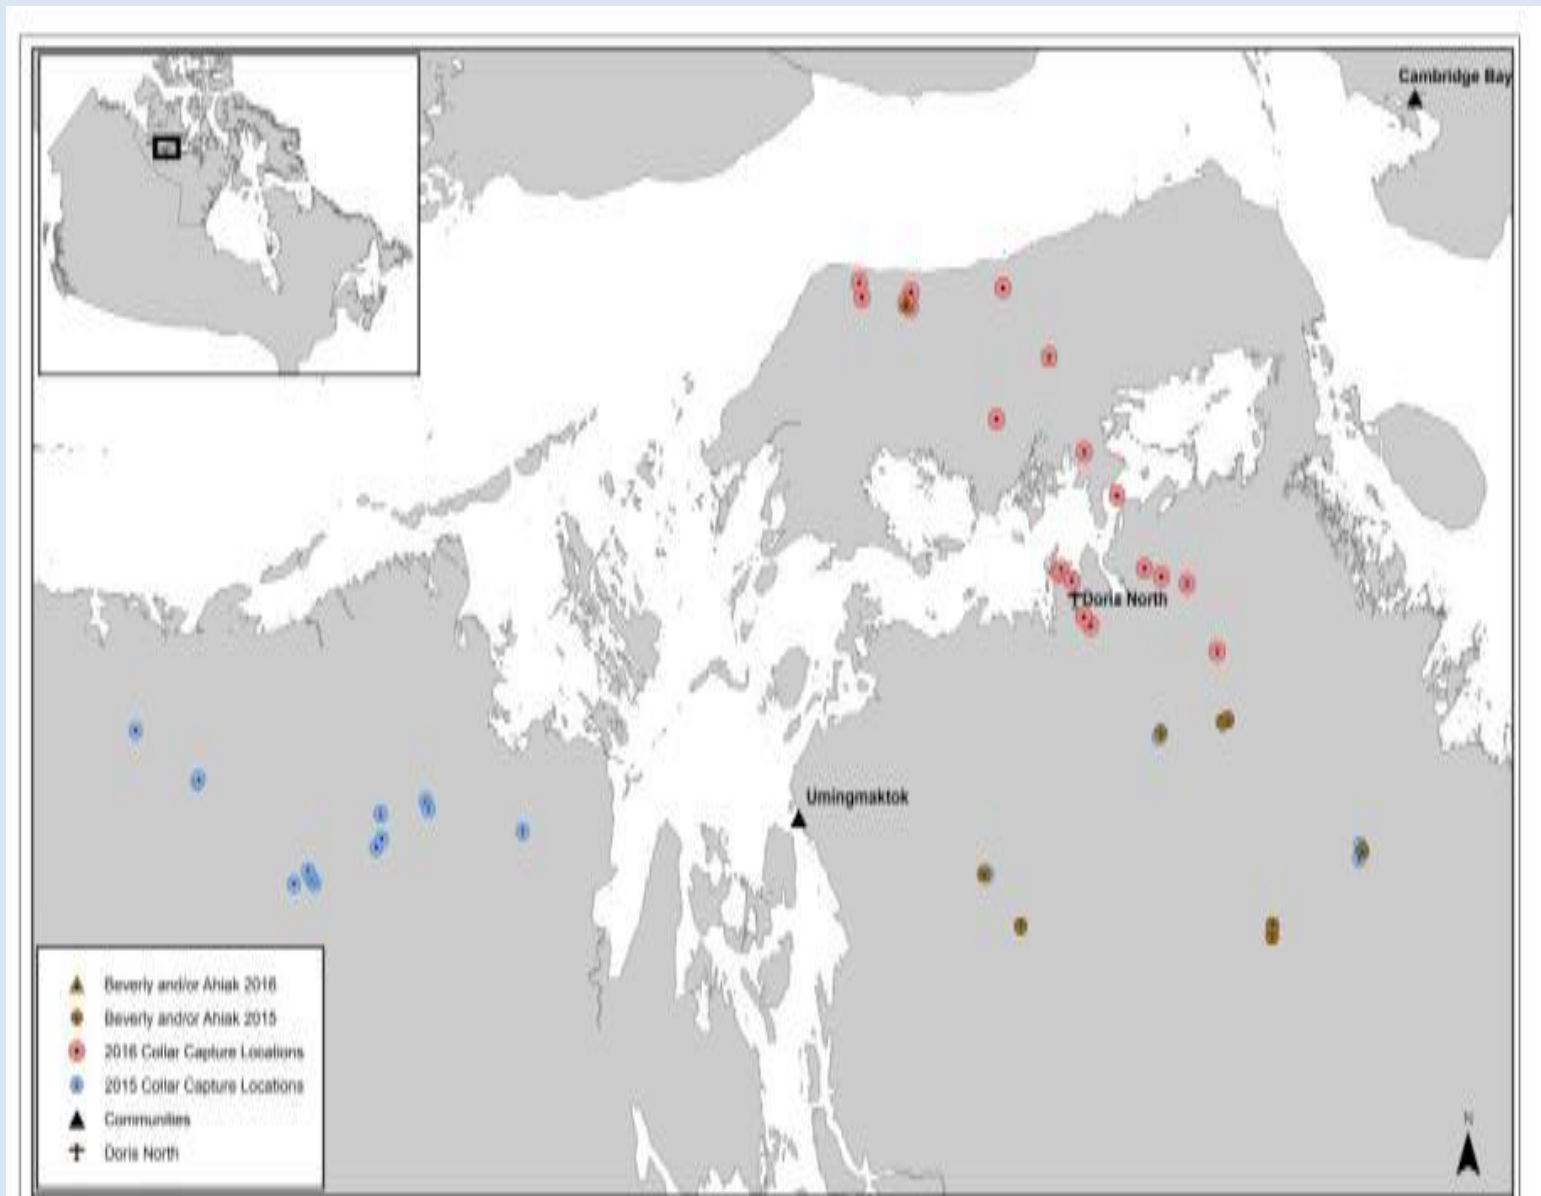 Cambridge Bay
Doris North
Umingmaktok
Beverly and/or Ahiak 2016
Beverly and/or Ahiak 2015
2016 Collar Capture Locations
2015 Collar Capture Locations
Communities
Doris North
N